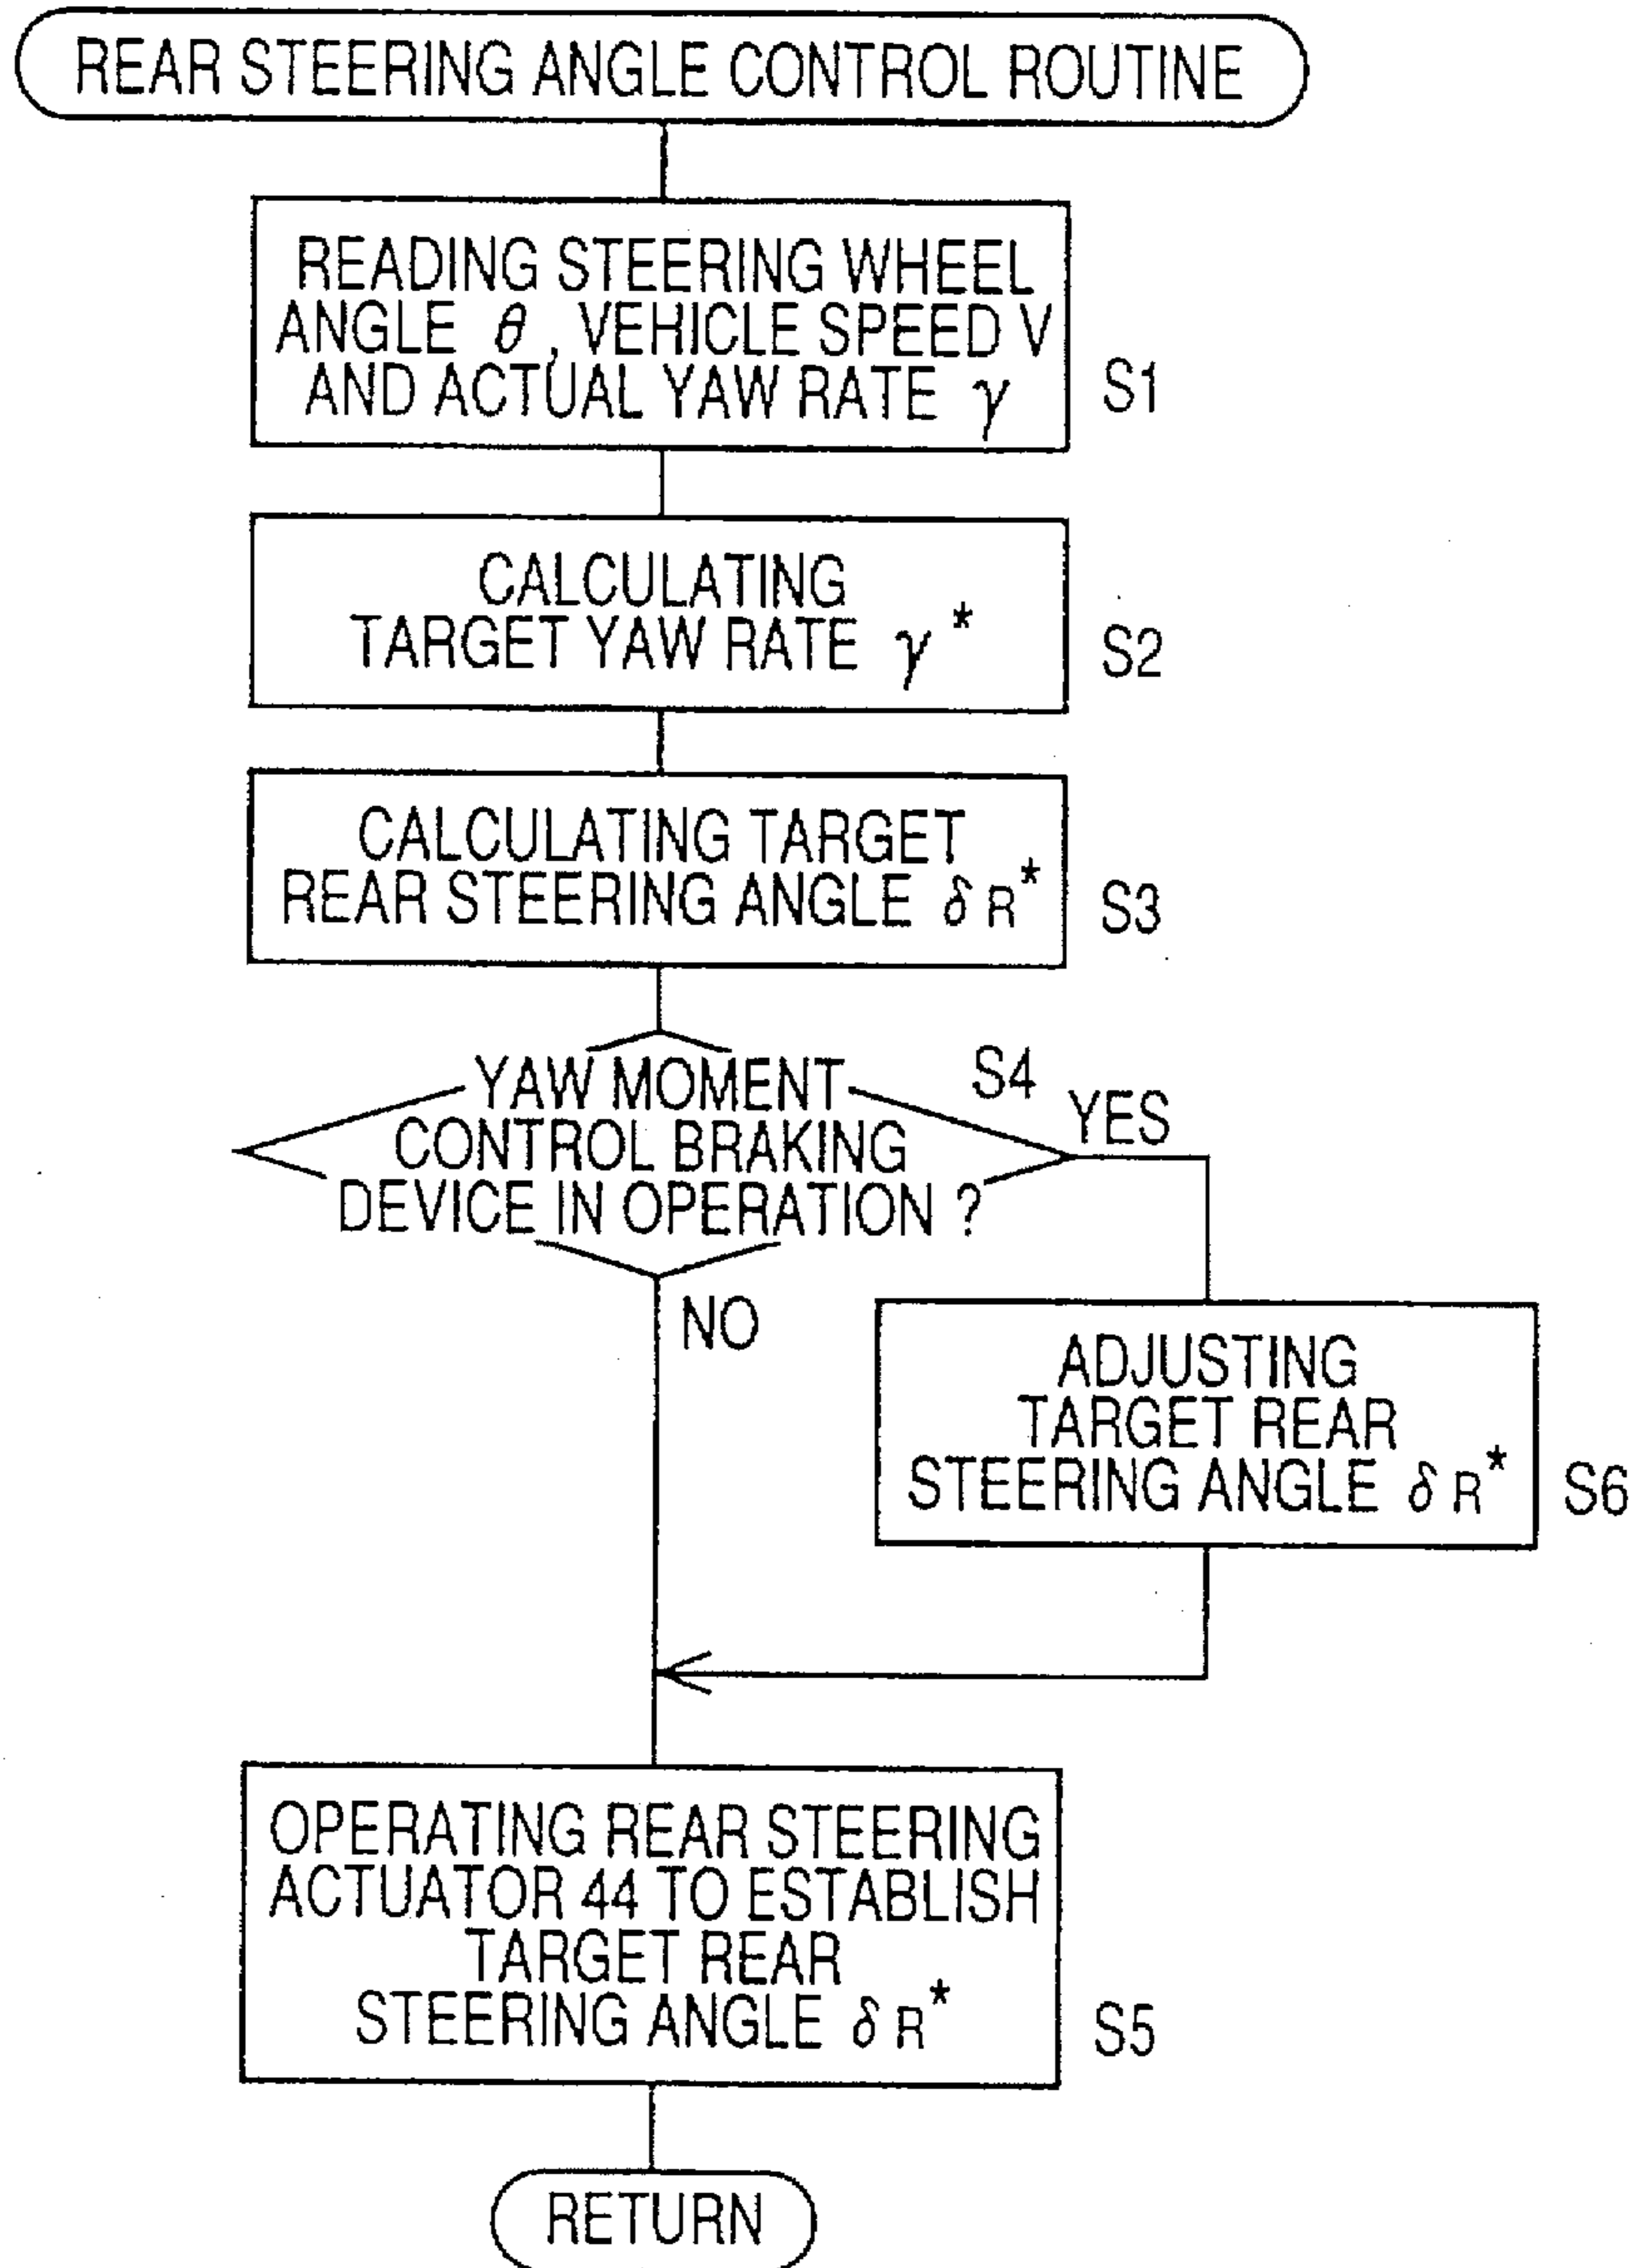 REAR STEERING ANGLE CONTROL ROUTINE
READING STEERING WHEEL
ANGLE θ, VEHICLE SPEED V
AND ACTUAL YAW RATE γ
S1
CALCULATING
TARGET YAW RATE γ*
S2
CALCULATING TARGET
REAR STEERING ANGLE δR*
S3
YAW MOMENT
CONTROL BRAKING
DEVICE IN OPERATION ?
S4
YES
NO
ADJUSTING
TARGET REAR
STEERING ANGLE δR*
S6
OPERATING REAR STEERING
ACTUATOR 44 TO ESTABLISH
TARGET REAR
STEERING ANGLE δR*
S5
RETURN